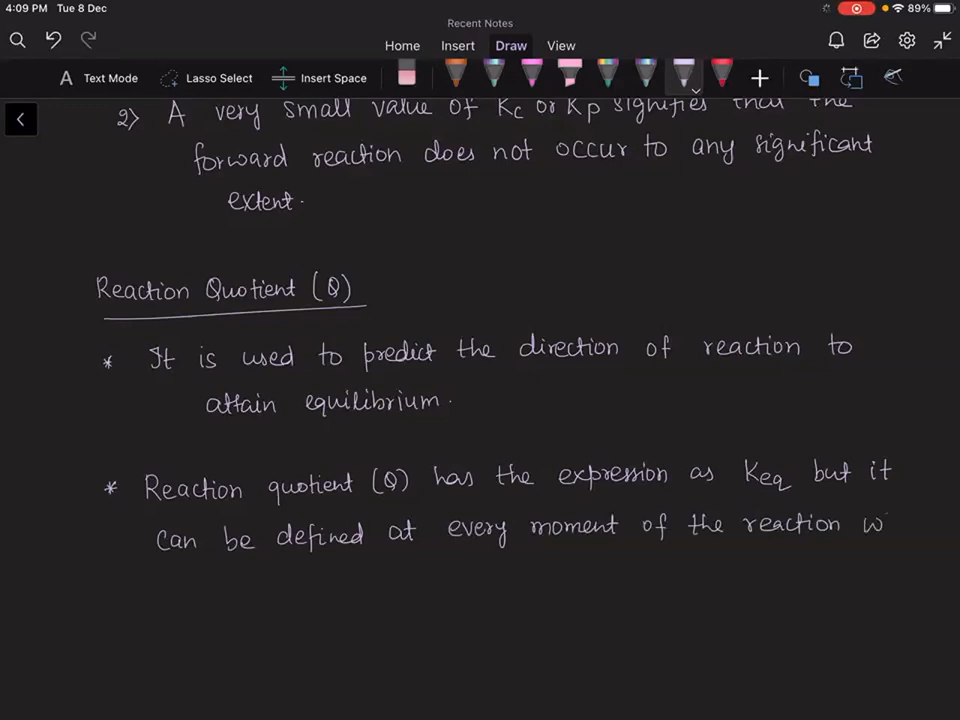 4:09 PM Tue 8 Dec
89%
Recent Notes
Home Insert Draw View
Text Mode Lasso Select Insert Space
2) A very small value of Kc or Kp signifies that the
forward reaction does not occur to any significant
extent.
Reaction Quotient (Q)
* It is used to predict the direction of reaction to
attain equilibrium.
* Reaction quotient (Q) has the expression as Keq but it
can be defined at every moment of the reaction w